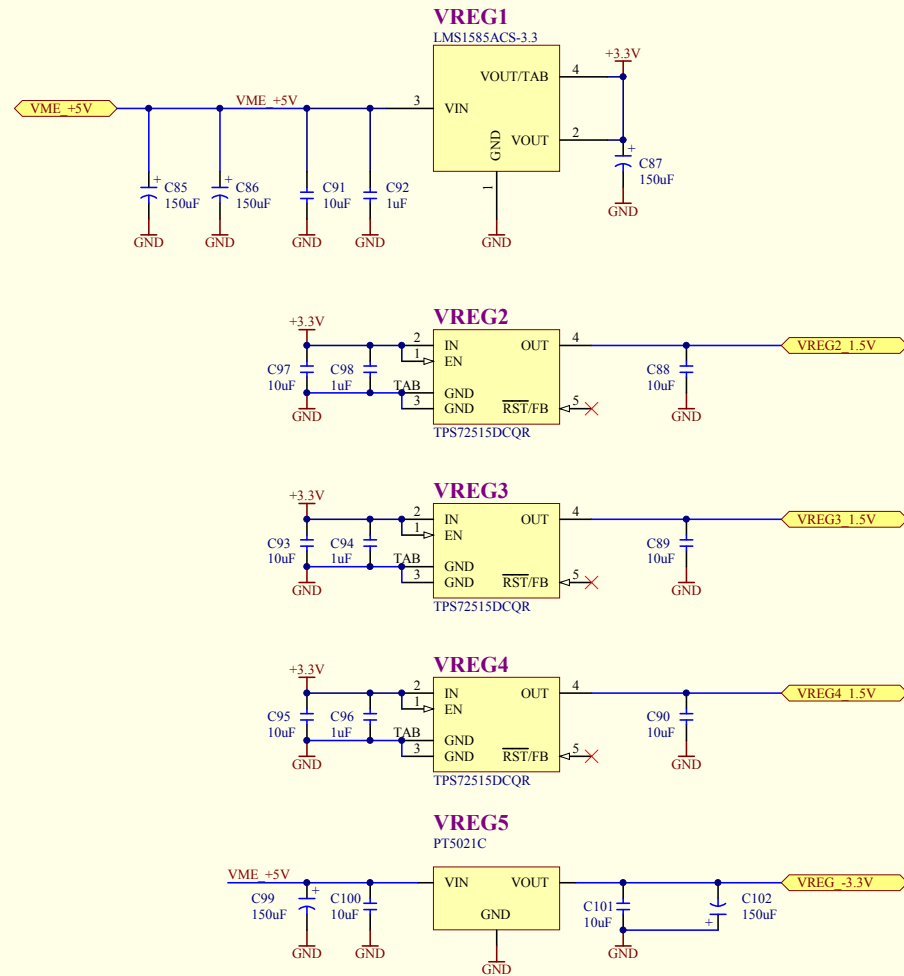 VREG1
LMS1585ACS-3.3
+3.3V
VOUT/TAB 4
VME_+5V VME_+5V 3 VIN
VOUT 2
GND
1
C85 150uF
C86 150uF
C91 10uF
C92 1uF
+ + +
C87 150uF
GND GND GND GND GND GND
VREG2
+3.3V
2 IN OUT 4 VREG2_1.5V
1 EN
C97 10uF
C98 1uF
C88 10uF
TAB GND
3 GND RST/FB 5
GND GND
TPS72515DCQR
VREG3
+3.3V
2 IN OUT 4 VREG3_1.5V
1 EN
C93 10uF
C94 1uF
C89 10uF
TAB GND
3 GND RST/FB 5
GND GND
TPS72515DCQR
VREG4
+3.3V
2 IN OUT 4 VREG4_1.5V
1 EN
C95 10uF
C96 1uF
C90 10uF
TAB GND
3 GND RST/FB 5
GND GND
TPS72515DCQR
VREG5
PT5021C
VME_+5V VIN VOUT VREG_-3.3V
C99 150uF
+
C100 10uF
GND
C101 10uF
C102 150uF
+
GND GND GND GND